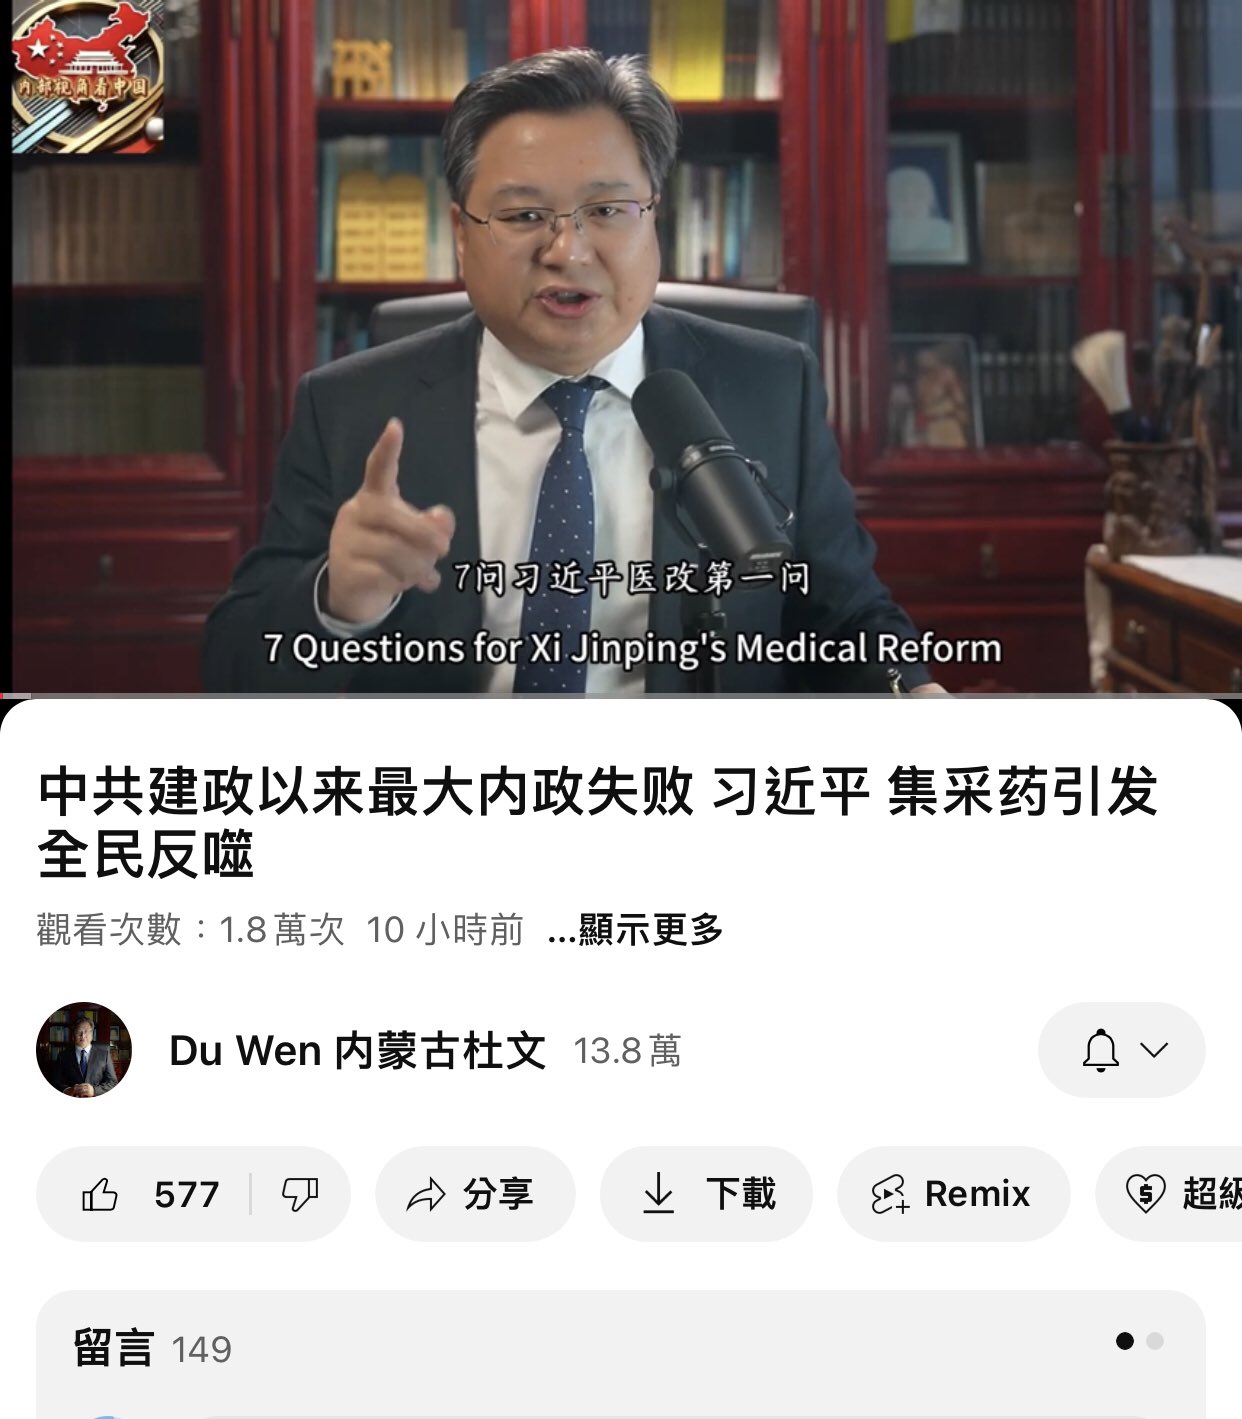 内部视角看中国
7问习近平医改第一问
7 Questions for Xi Jinping's Medical Reform
中共建政以来最大内政失败 习近平 集采药引发
全民反噬
觀看次數：1.8 萬次 10 小時前 ...顯示更多
Du Wen 内蒙古杜文 13.8 萬
577 分享 下載 Remix 超級
留言 149